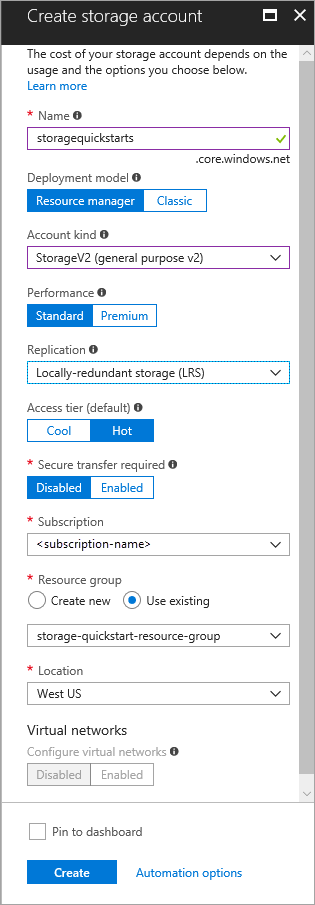 Create storage account
The cost of your storage account depends on the
usage and the options you choose below.
Learn more
* Name
storagequickstarts
.core.windows.net
Deployment model
Resource manager Classic
Account kind
StorageV2 (general purpose v2)
Performance
Standard Premium
Replication
Locally-redundant storage (LRS)
Access tier (default)
Cool Hot
* Secure transfer required
Disabled Enabled
* Subscription
<subscription-name>
* Resource group
Create new Use existing
storage-quickstart-resource-group
* Location
West US
Virtual networks
Configure virtual networks
Disabled Enabled
Pin to dashboard
Create Automation options